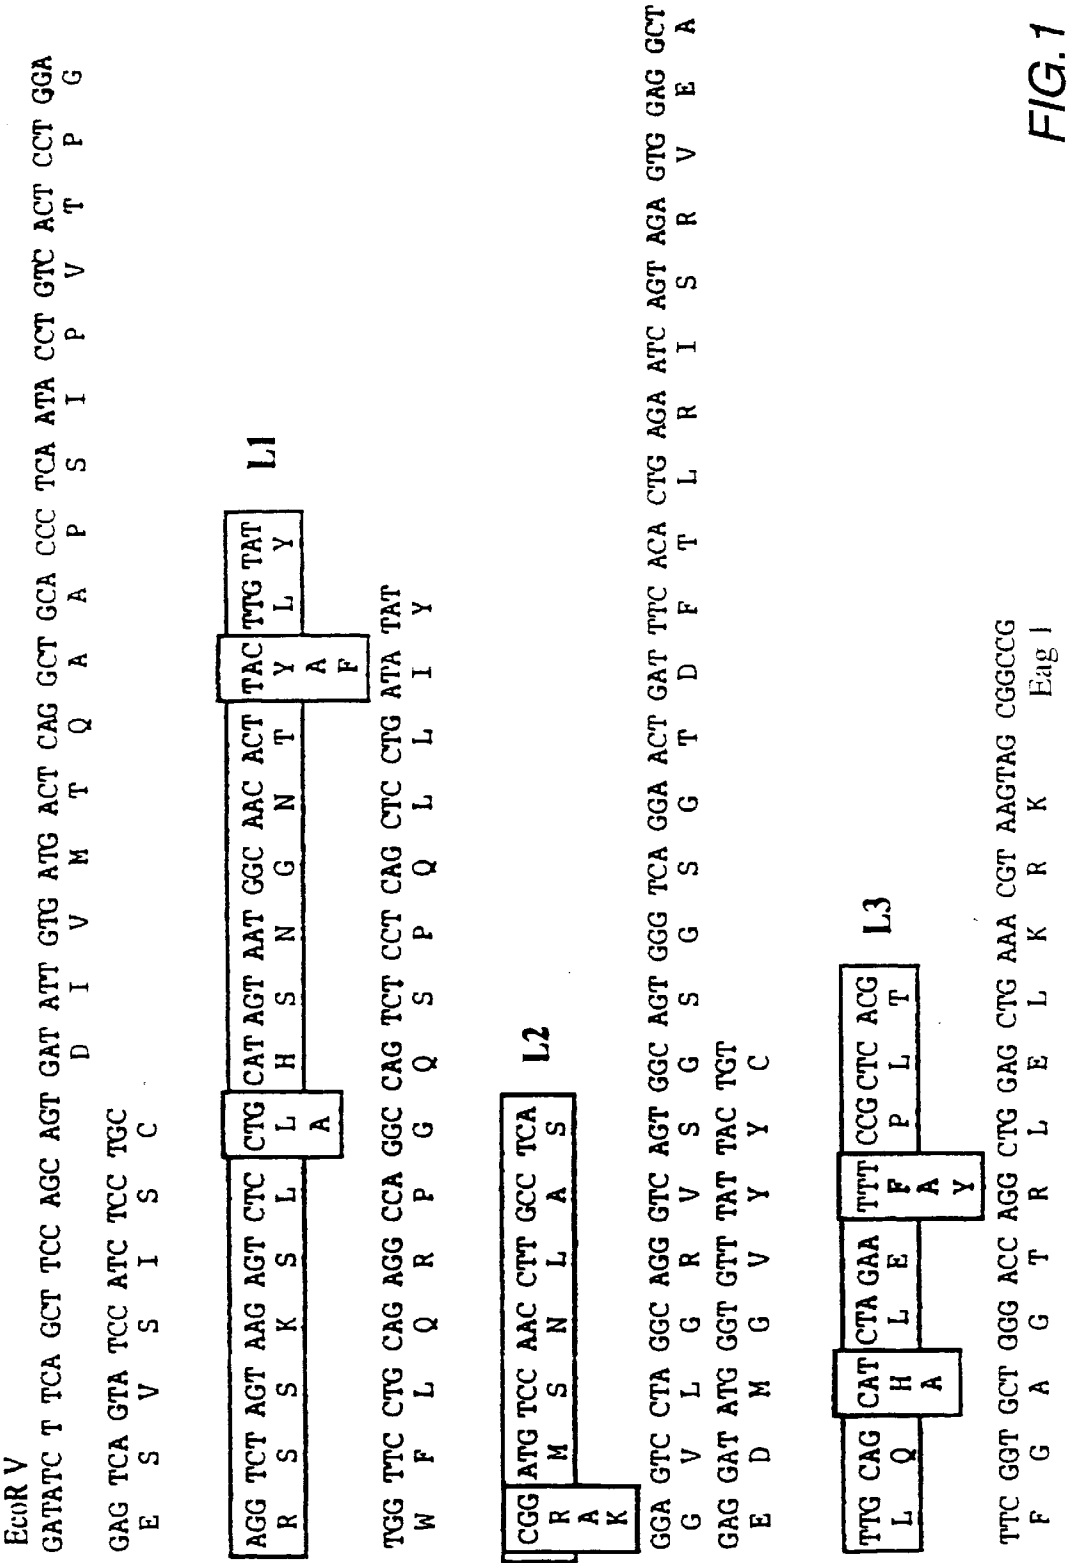 EcoR V
GATATC T TCA GCT TCC AGC AGT GAT ATT GTG ATG ACT CAG GCT GCA CCC TCA ATA CCT GTC ACT CCT GGA
D I V M T Q A A P S I P V T P G
GAG TCA GTA TCC ATC TCC TGC
E S V S I S C
L1
AGG TCT AGT AAG AGT CTC CTG CAT AGT AAT GGC AAC ACT TAC TTG TAT
R S S K S L L H S N G N T Y L Y
A A
F
TGG TTC CTG CAG AGG CCA GGC CAG TCT CCT CAG CTC CTG ATA TAT
W F L Q R P G Q S P Q L L I Y
L2
CGG ATG TCC AAC CTT GCC TCA
R M S N L A S
A
K
GGA GTC CTA GGC AGG GTC AGT GGC AGT GGG TCA GGA ACT GAT TTC ACA CTG AGA ATC AGT AGA GTG GAG GCT
G V L G R V S G S G S G T D F T L R I S R V E A
GAG GAT ATG GGT GTT TAT TAC TGT
E D M G V Y Y C
L3
TTG CAG CAT CTA GAA TTT CCG CTC ACG
L Q H L E F P L T
A A
Y
TTC GGT GCT GGG ACC AGG CTG GAG CTG AAA CGT AAGTAG CGGCCG
F G A G T R L E L K R K Eag I
FIG. 1